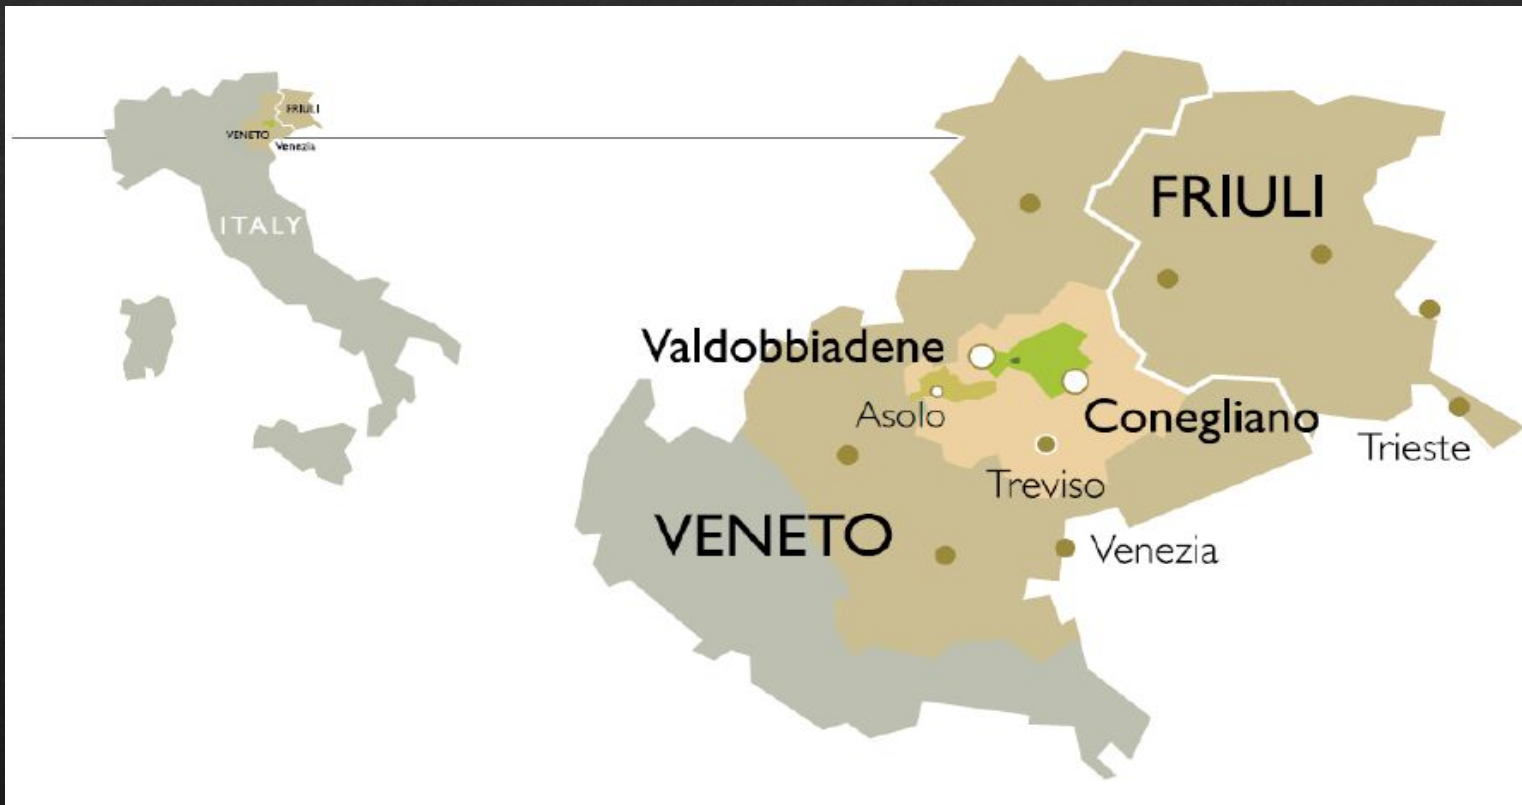 FRIULI
VENETO
Venezia
ITALY
FRIULI
Valdobbiadene
Asolo
Conegliano
Trieste
Treviso
VENETO
Venezia